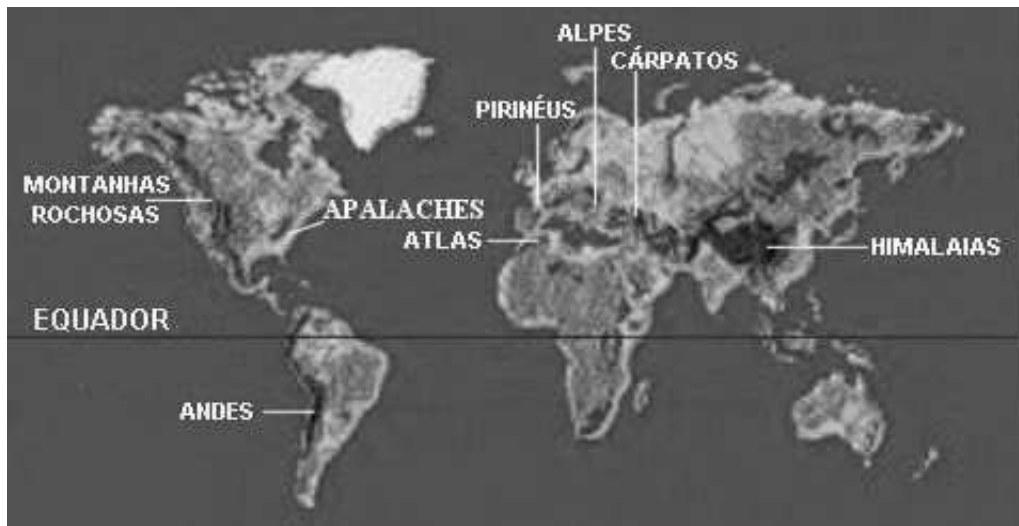 ALPES
CÁRPATOS
PIRINÉUS
MONTANHAS
ROCHOSAS
APALACHES
ATLAS
HIMALAIAS
EQUADOR
ANDES